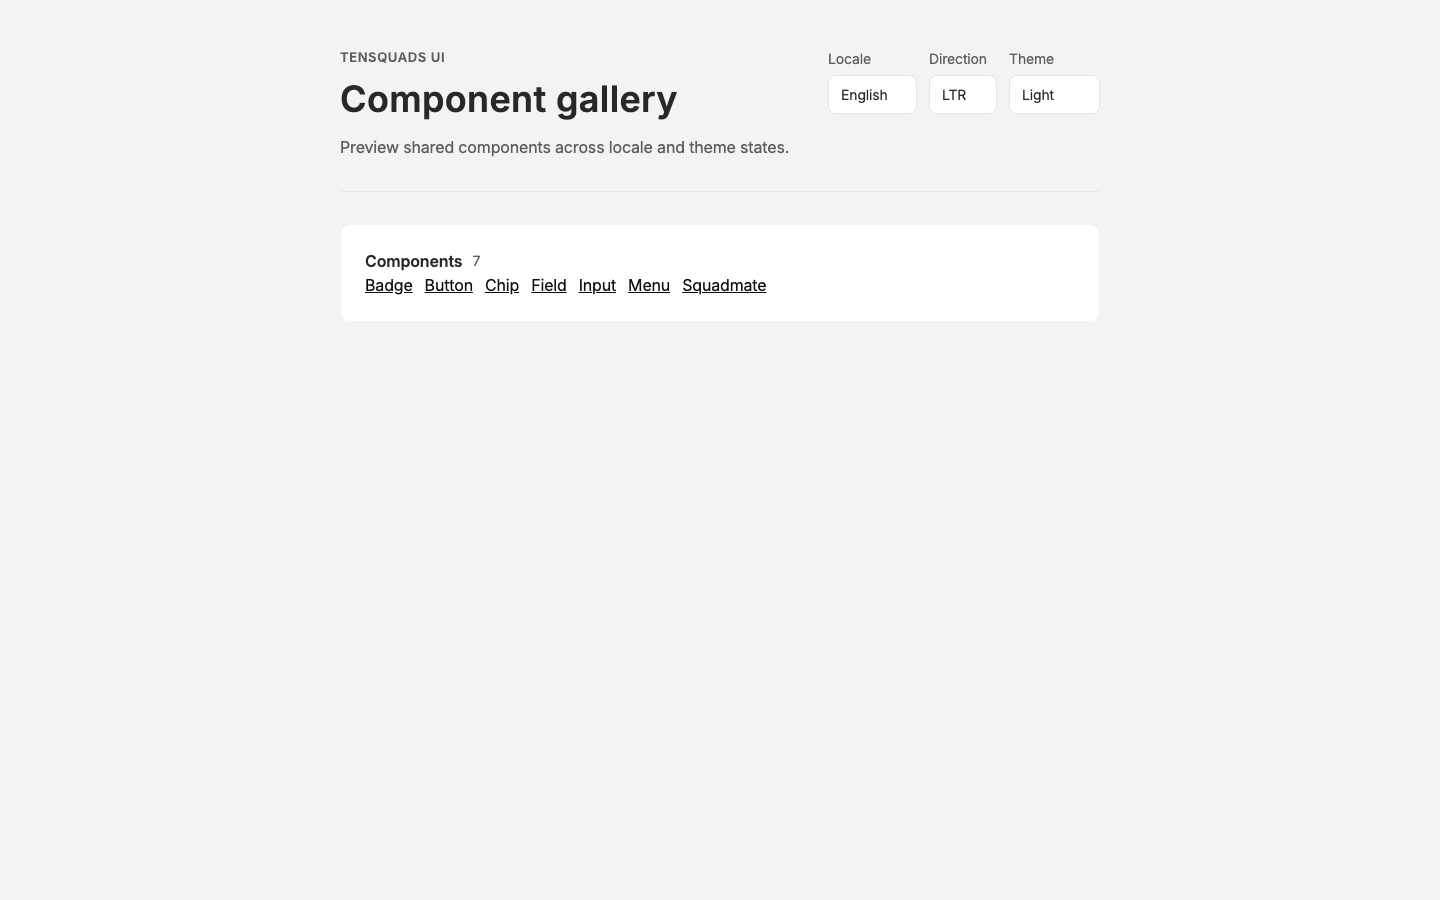 TENSQUADS UI
Component gallery
Preview shared components across locale and theme states.
Locale Direction Theme
English LTR Light
Components 7
Badge Button Chip Field Input Menu Squadmate